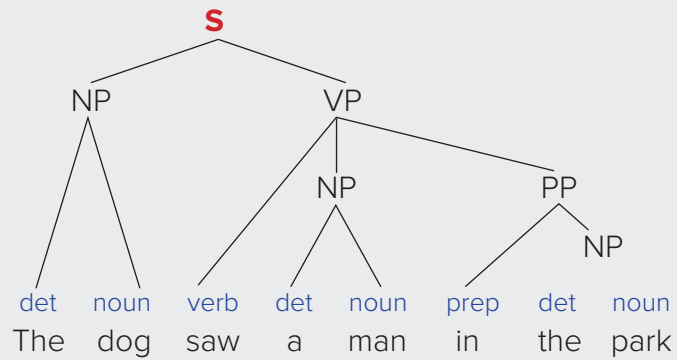 S
NP VP
NP PP
NP
det noun verb det noun prep det noun
The dog saw a man in the park